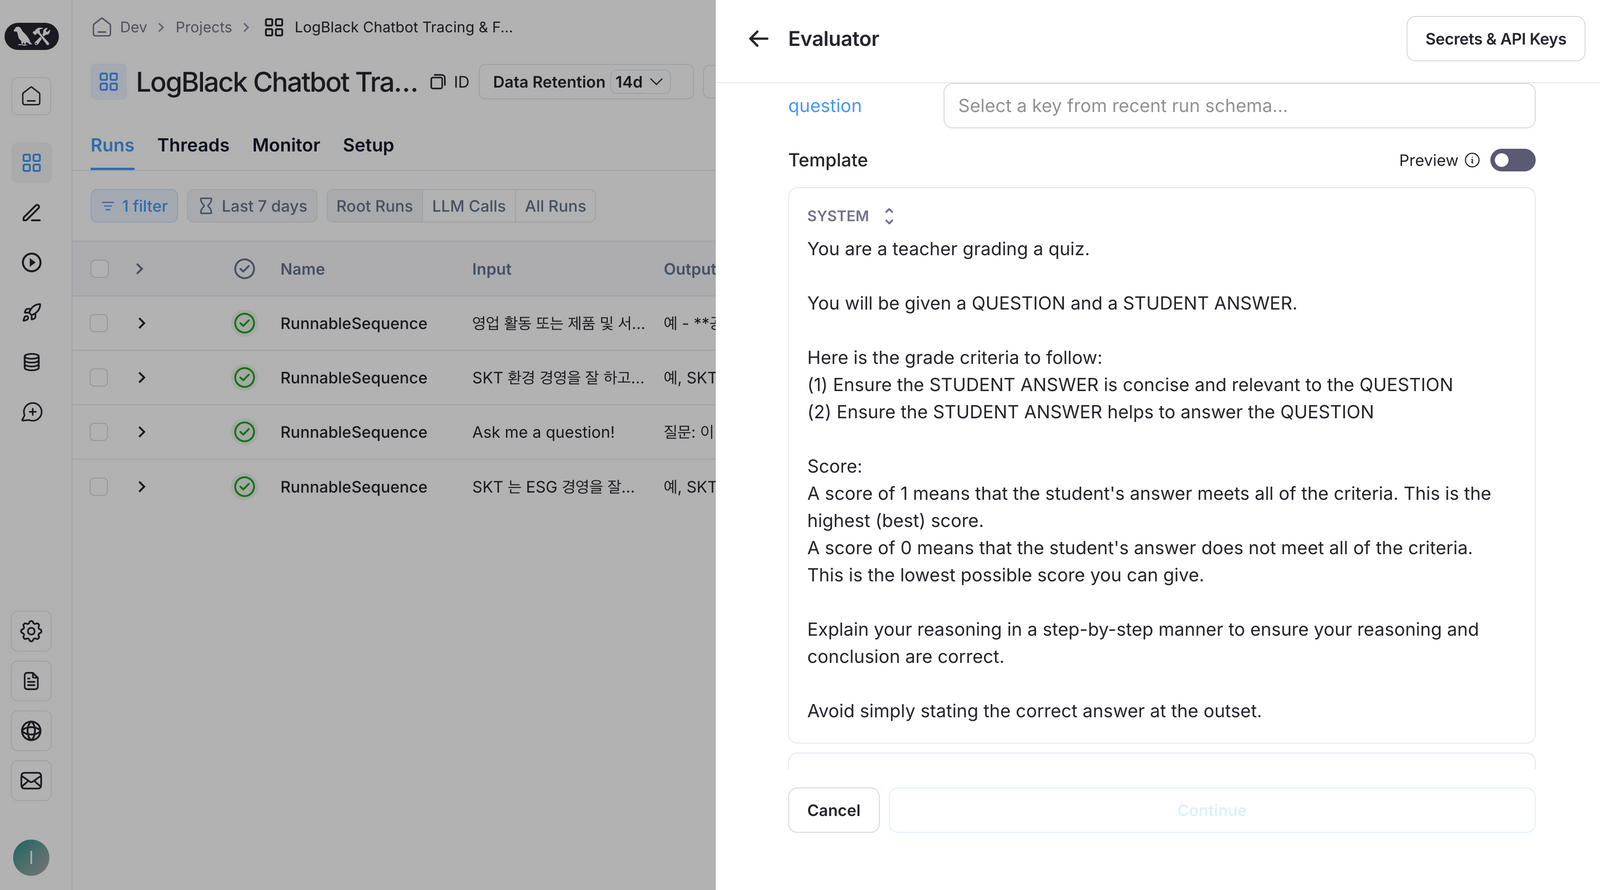 Dev > Projects > LogBlack Chatbot Tracing & F...
LogBlack Chatbot Tra... ID Data Retention 14d
Runs Threads Monitor Setup
1 filter Last 7 days Root Runs LLM Calls All Runs
Name Input Output
RunnableSequence 영업 활동 또는 제품 및 서... 예 - **
RunnableSequence SKT 환경 경영을 잘 하고... 예, SKT
RunnableSequence Ask me a question! 질문: 이
RunnableSequence SKT 는 ESG 경영을 잘... 예, SKT
I
Evaluator
Secrets & API Keys
question Select a key from recent run schema...
Template Preview
SYSTEM
You are a teacher grading a quiz.
You will be given a QUESTION and a STUDENT ANSWER.
Here is the grade criteria to follow:
(1) Ensure the STUDENT ANSWER is concise and relevant to the QUESTION
(2) Ensure the STUDENT ANSWER helps to answer the QUESTION
Score:
A score of 1 means that the student's answer meets all of the criteria. This is the
highest (best) score.
A score of 0 means that the student's answer does not meet all of the criteria.
This is the lowest possible score you can give.
Explain your reasoning in a step-by-step manner to ensure your reasoning and
conclusion are correct.
Avoid simply stating the correct answer at the outset.
Cancel Continue